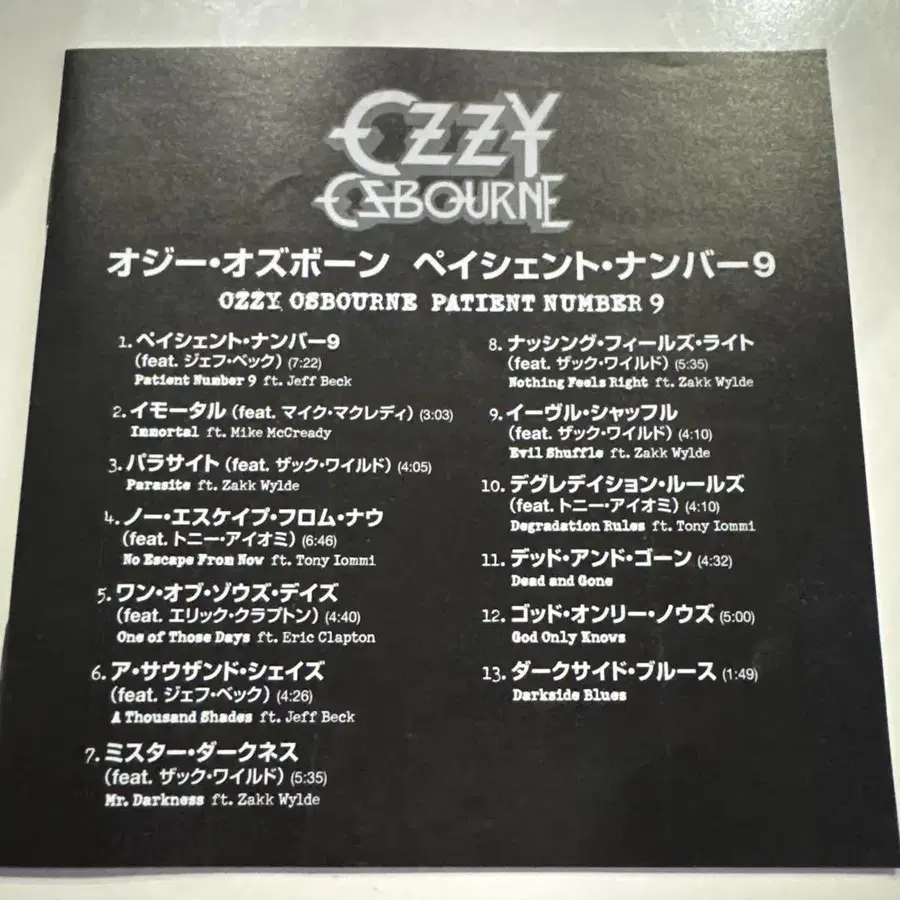 OZZY
OSBOURNE
オジー・オズボーン ペイシェント・ナンバー9
OZZY OSBOURNE PATIENT NUMBER 9
1. ペイシェント・ナンバー9
(feat. ジェフ・ベック) (7:22)
Patient Number 9 ft. Jeff Beck
2. イモータル (feat. マイク・マクレディ) (3:03)
Immortal ft. Mike McCready
3. パラサイト (feat. ザック・ワイルド) (4:05)
Parasite ft. Zakk Wylde
4. ノー・エスケイプ・フロム・ナウ
(feat. トニー・アイオミ) (6:46)
No Escape From Now ft. Tony Iommi
5. ワン・オブ・ゾウズ・デイズ
(feat. エリック・クラプトン) (4:40)
One of Those Days ft. Eric Clapton
6. ア・サウザンド・シェイズ
(feat. ジェフ・ベック) (4:26)
A Thousand Shades ft. Jeff Beck
7. ミスター・ダークネス
(feat. ザック・ワイルド) (5:35)
Mr. Darkness ft. Zakk Wylde
8. ナッシング・フィールズ・ライト
(feat. ザック・ワイルド) (5:35)
Nothing Feels Right ft. Zakk Wylde
9. イーヴル・シャッフル
(feat. ザック・ワイルド) (4:10)
Evil Shuffle ft. Zakk Wylde
10. デグレデイション・ルールズ
(feat. トニー・アイオミ) (4:10)
Degradation Rules ft. Tony Iommi
11. デッド・アンド・ゴーン (4:32)
Dead and Gone
12. ゴッド・オンリー・ノウズ (5:00)
God Only Knows
13. ダークサイド・ブルース (1:49)
Darkside Blues